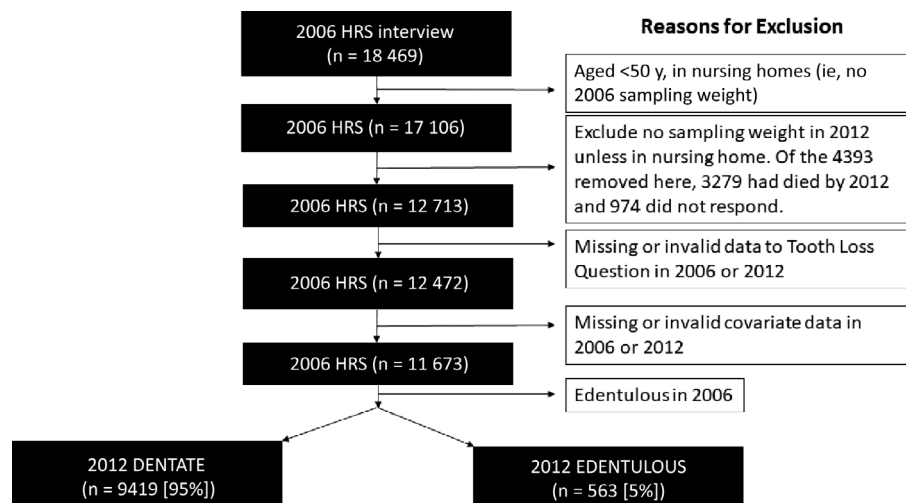 2006 HRS interview
(n = 18 469)
Reasons for Exclusion
Aged <50 y, in nursing homes (ie, no
2006 sampling weight)
2006 HRS (n = 17 106)
Exclude no sampling weight in 2012
unless in nursing home. Of the 4393
removed here, 3279 had died by 2012
and 974 did not respond.
2006 HRS (n = 12 713)
Missing or invalid data to Tooth Loss
Question in 2006 or 2012
2006 HRS (n = 12 472)
Missing or invalid covariate data in
2006 or 2012
2006 HRS (n = 11 673)
Edentulous in 2006
2012 DENTATE
(n = 9419 [95%])
2012 EDENTULOUS
(n = 563 [5%])